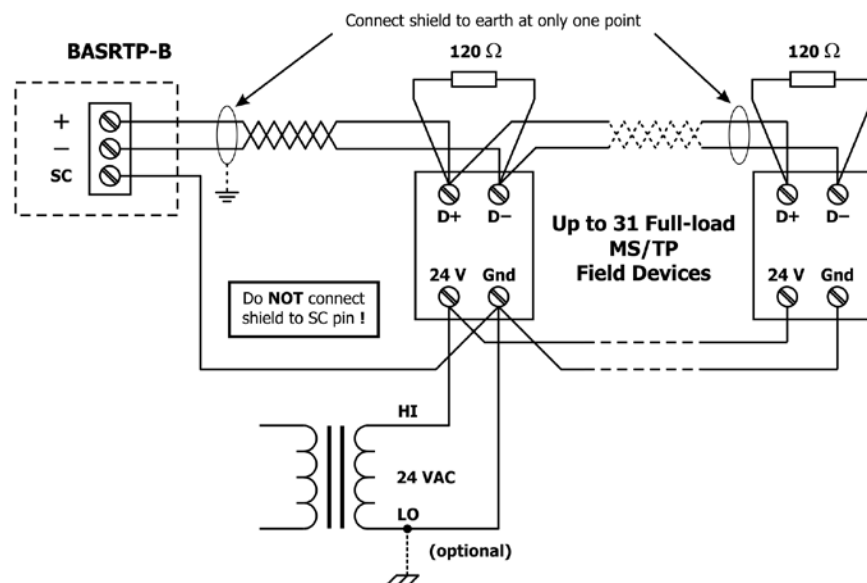 Connect shield to earth at only one point
BASRTP-B
120 Ω
120 Ω
+
−
SC
D+
D−
Up to 31 Full-load
MS/TP
Field Devices
D+
D−
24 V
Gnd
24 V
Gnd
Do NOT connect
shield to SC pin !
HI
24 VAC
LO
(optional)